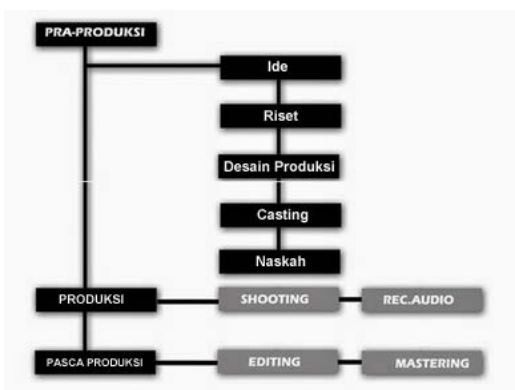 PRA-PRODUKSI
Ide
Riset
Desain Produksi
Casting
Naskah
PRODUKSI
SHOOTING
REC.AUDIO
PASCA PRODUKSI
EDITING
MASTERING